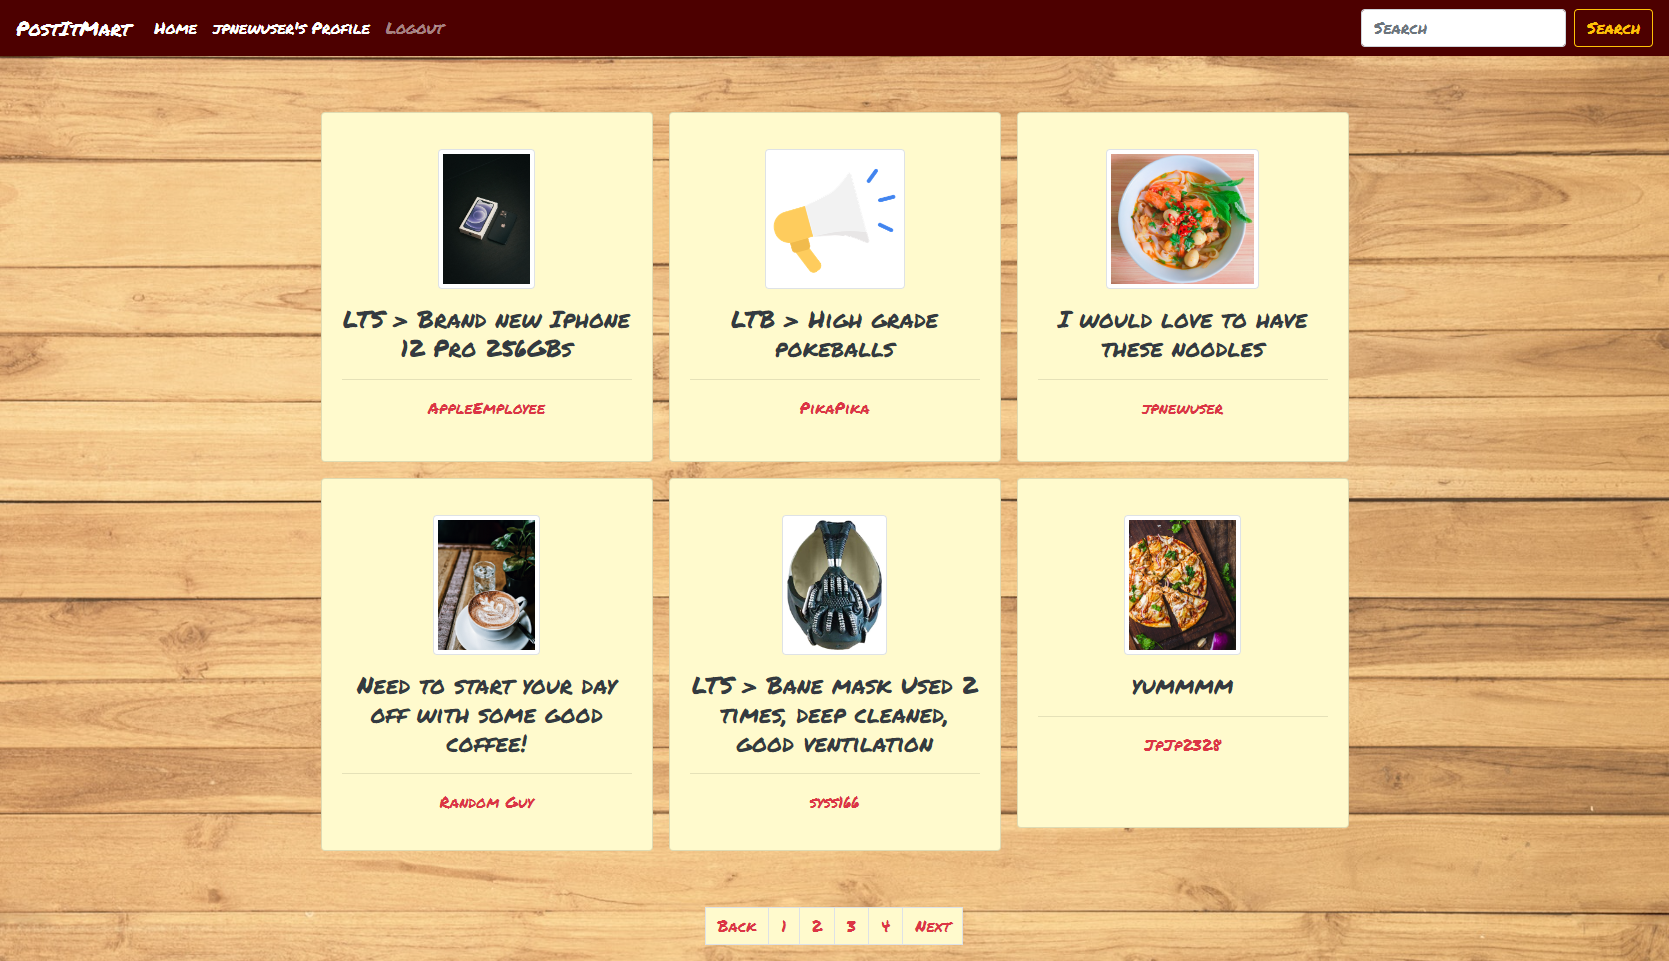 PostItMart Home jpnewuser's Profile Logout Search Search
LTS > Brand new Iphone
12 Pro 256GBs
AppleEmployee
LTB > High grade
pokeballs
PikaPika
I would love to have
these noodles
jpnewuser
Need to start your day
off with some good
coffee!
Random Guy
LTS > Bane mask Used 2
times, deep cleaned,
good ventilation
syss166
yummmm
JpJp2328
Back 1 2 3 4 Next